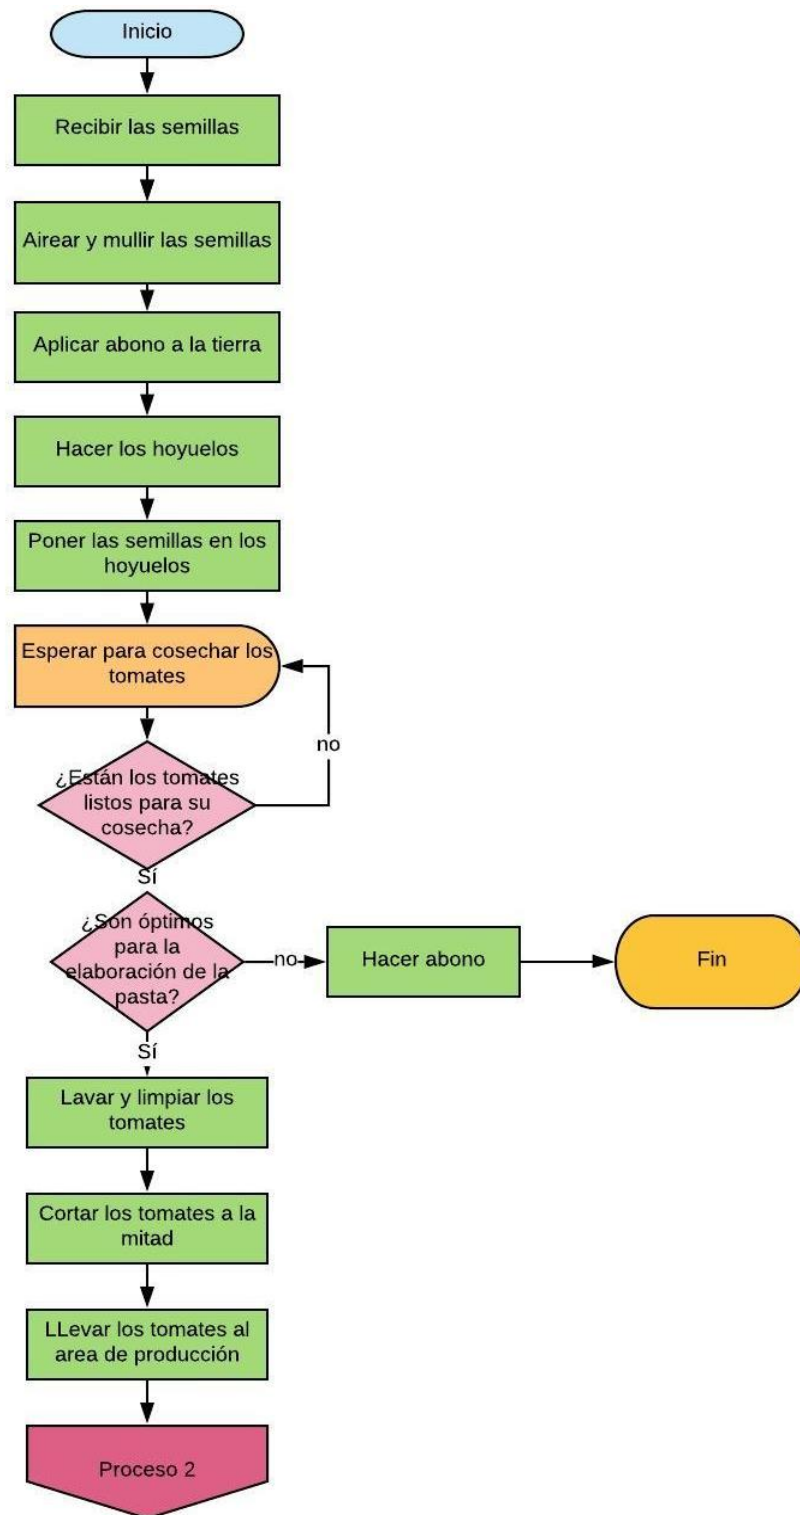 Inicio
Recibir las semillas
Airear y mullir las semillas
Aplicar abono a la tierra
Hacer los hoyuelos
Poner las semillas en los
hoyuelos
Esperar para cosechar los
tomates
no
¿Están los tomates
listos para su
cosecha?
Sí
¿Son óptimos
para la
elaboración de la
pasta?
no
Hacer abono
Fin
Sí
Lavar y limpiar los
tomates
Cortar los tomates a la
mitad
LLevar los tomates al
area de producción
Proceso 2